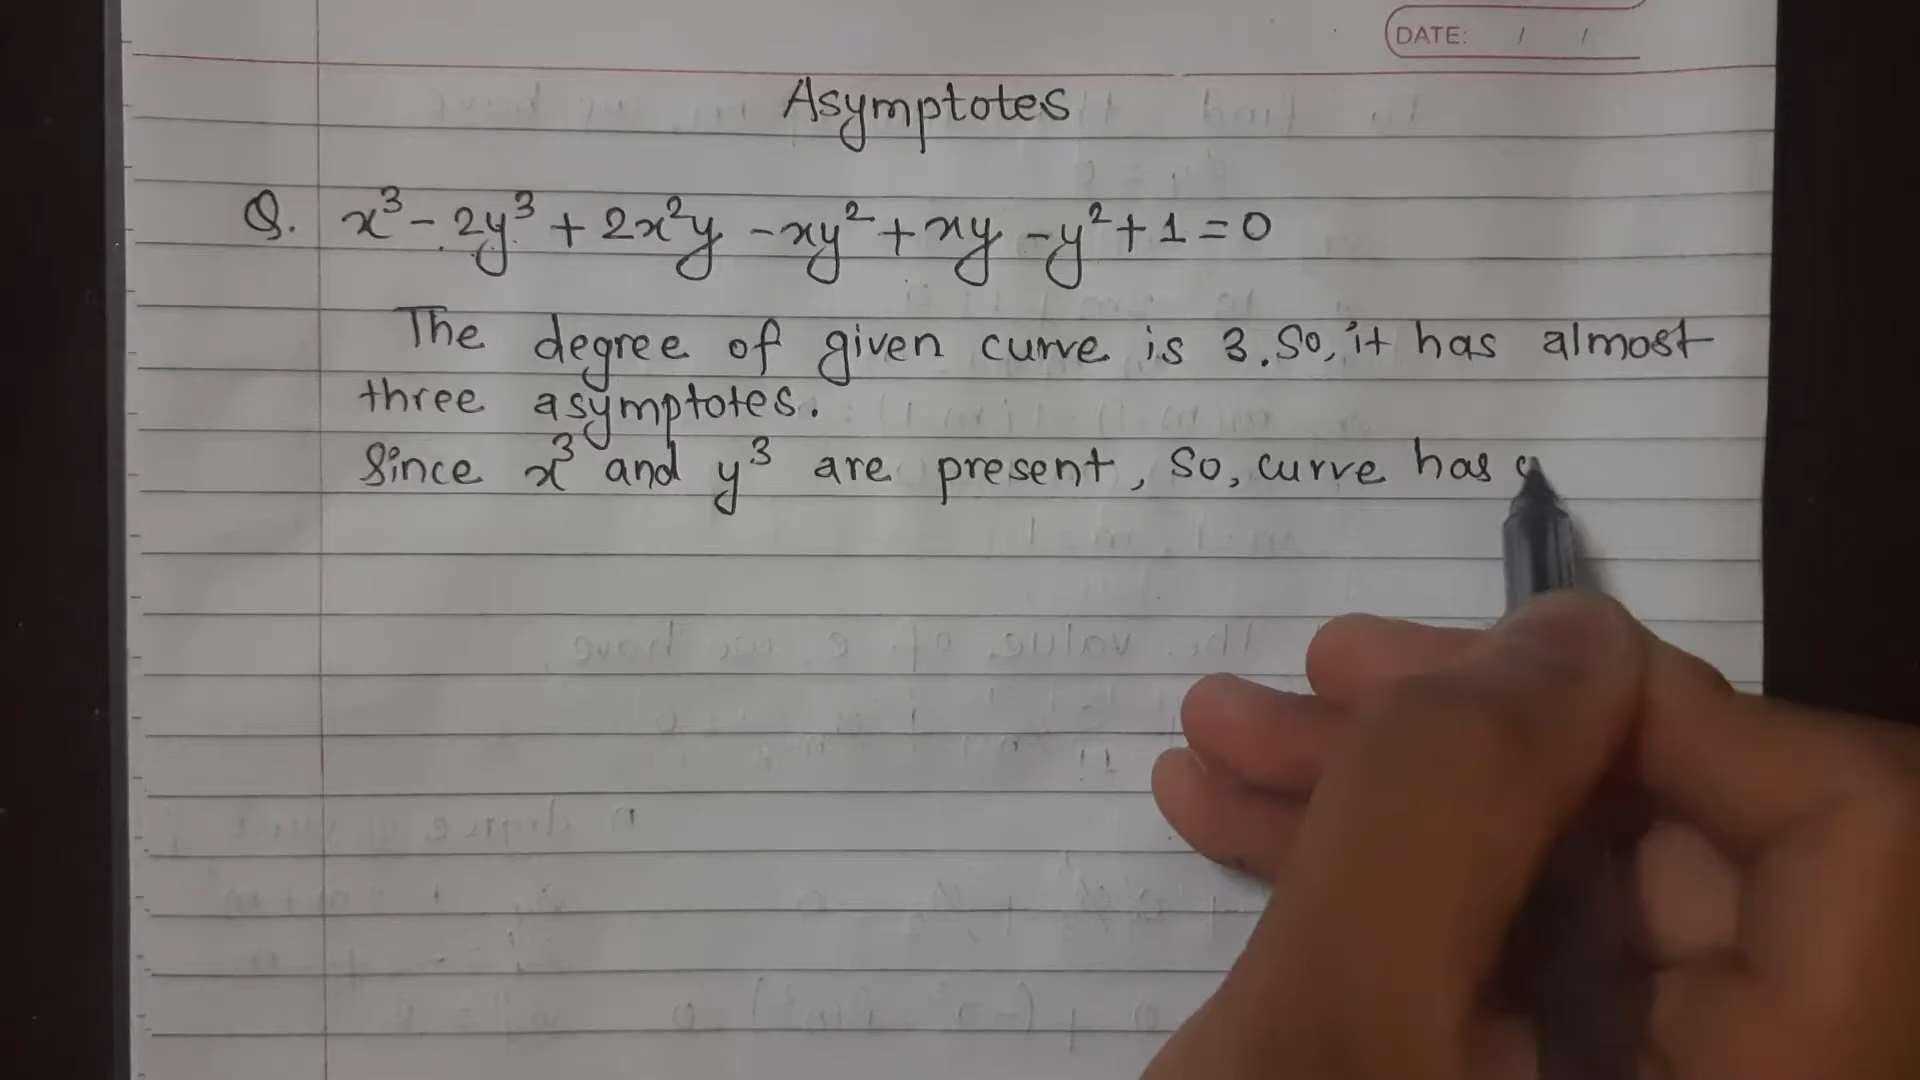 DATE: / /
Asymptotes
Q. x³ - 2y³ + 2x²y - xy² + xy - y² + 1 = 0
The degree of given curve is 3. So, it has almost
three asymptotes.
Since x³ and y³ are present, so, curve has